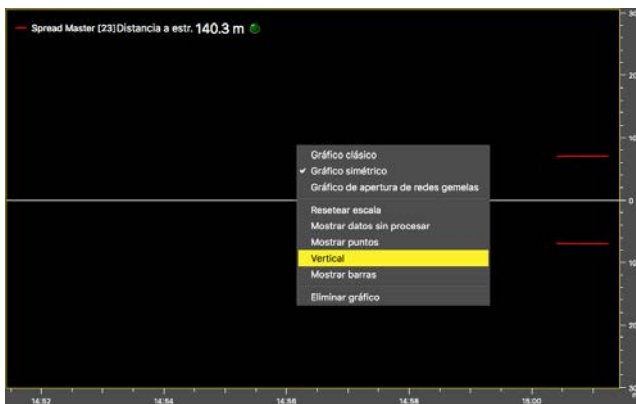 Spread Master [23]Distancia a estr. 140.3 m
Gráfico clásico
✔ Gráfico simétrico
Gráfico de apertura de redes gemelas
Resetear escala
Mostrar datos sin procesar
Mostrar puntos
Vertical
Mostrar barras
Eliminar gráfico
30
20
10
0
10
20
30
14:52 14:54 14:56 14:58 15:00